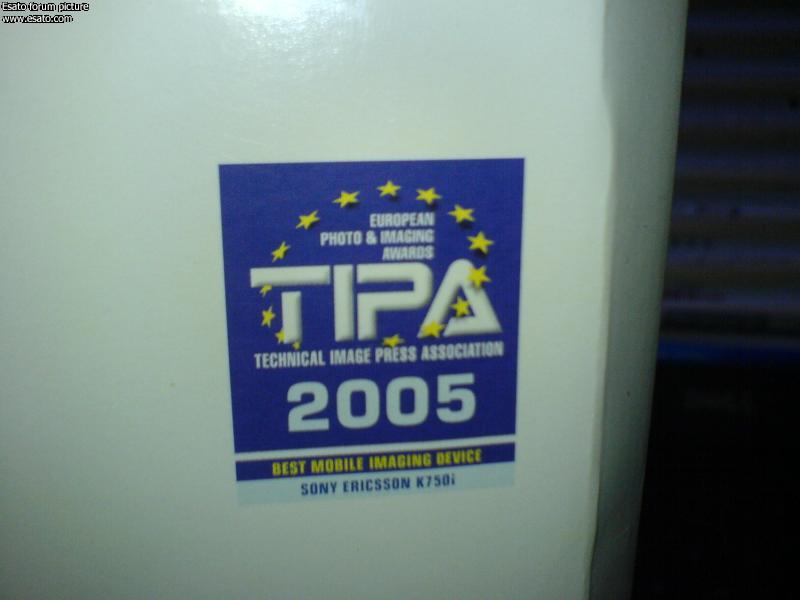 Esato forum picture
www.esato.com
EUROPEAN
PHOTO & IMAGING
AWARDS
TIPA
TECHNICAL IMAGE PRESS ASSOCIATION
2005
BEST MOBILE IMAGING DEVICE
SONY ERICSSON K750i